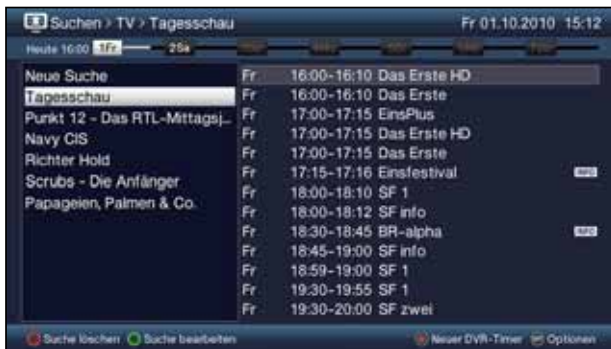 Suchen > TV > Tagesschau
Fr 01.10.2010 15:12
Heute 16:00 1Fr 2Sa
Neue Suche
Tagesschau
Punkt 12 - Das RTL-Mittagsj...
Navy CIS
Richter Hold
Scrubs - Die Anfänger
Papageien, Palmen & Co.
Fr 16:00-16:10 Das Erste HD
Fr 16:00-16:10 Das Erste
Fr 17:00-17:15 EinsPlus
Fr 17:00-17:15 Das Erste HD
Fr 17:00-17:15 Das Erste
Fr 17:15-17:16 Einsfestival INFO
Fr 18:00-18:10 SF 1
Fr 18:00-18:12 SF info
Fr 18:30-18:45 BR-alpha INFO
Fr 18:45-19:00 SF info
Fr 18:59-19:00 SF 1
Fr 19:30-19:55 SF 1
Fr 19:30-20:00 SF zwei
Suche löschen Suche bearbeiten
Neuer DVR-Timer Optionen